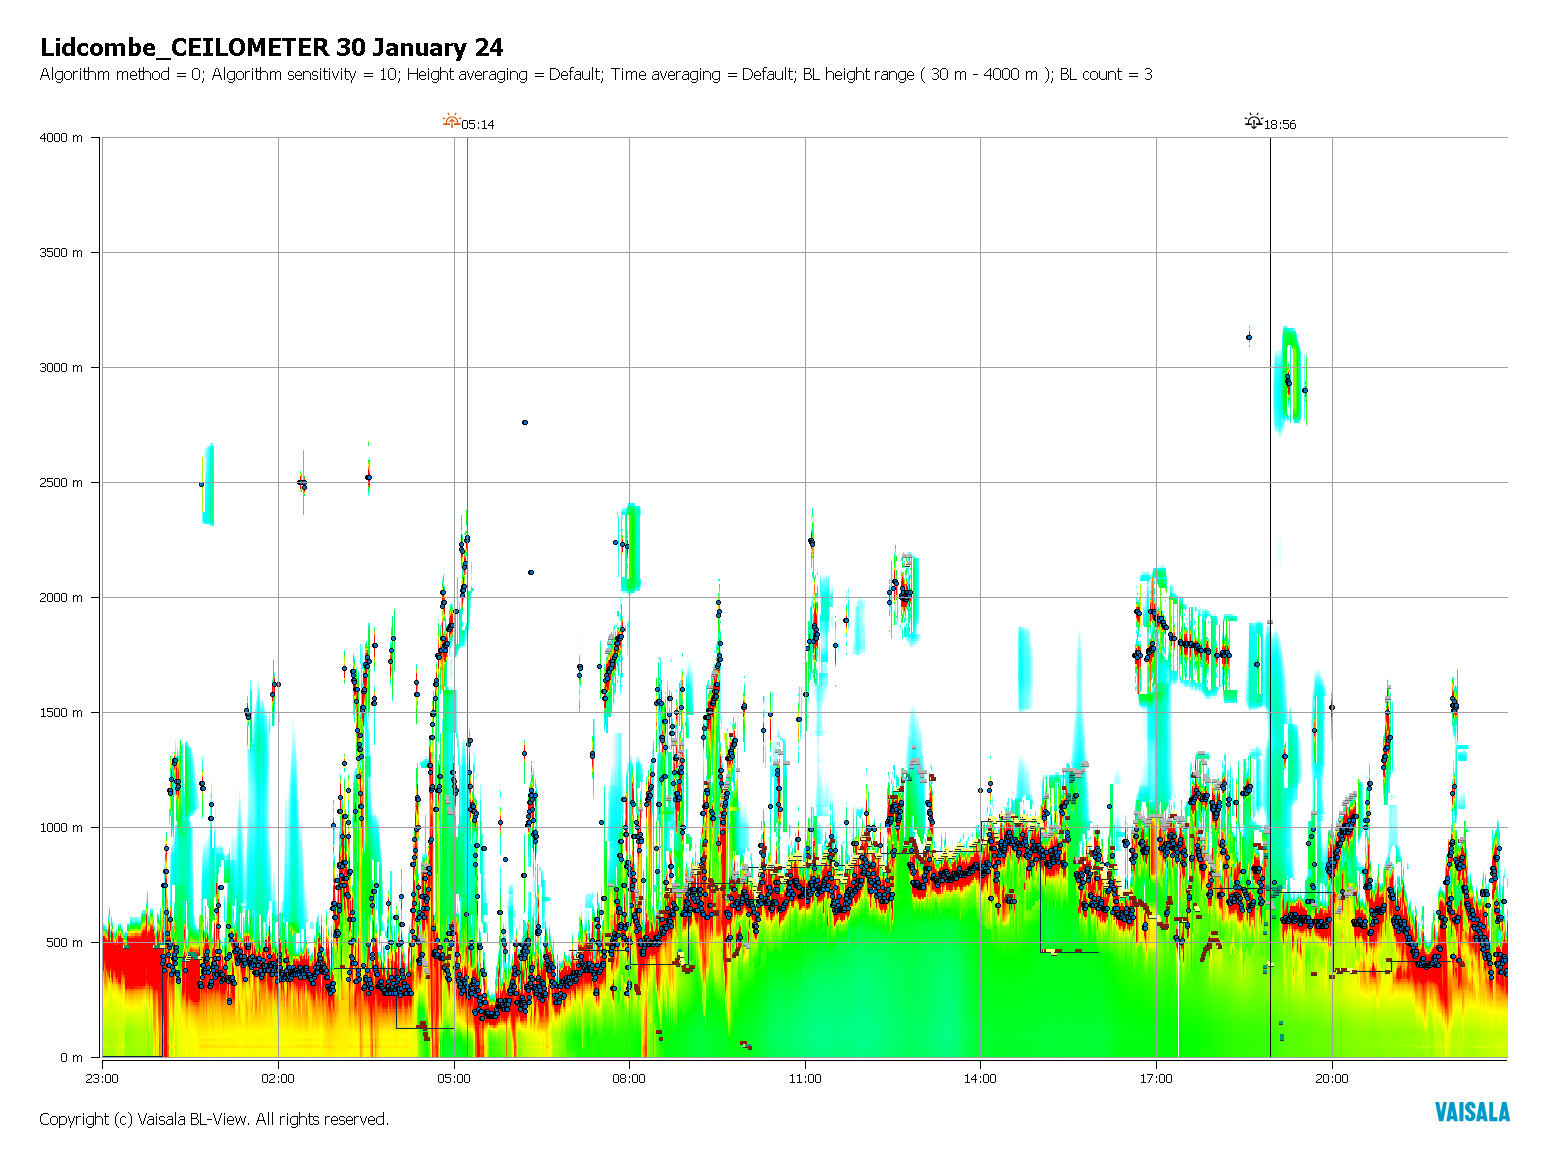 Lidcombe_CEILOMETER 30 January 24
Algorithm method = 0; Algorithm sensitivity = 10; Height averaging = Default; Time averaging = Default; BL height range ( 30 m - 4000 m ); BL count = 3
05:14 18:56
4000 m
3500 m
3000 m
2500 m
2000 m
1500 m
1000 m
500 m
0 m
23:00 02:00 05:00 08:00 11:00 14:00 17:00 20:00
Copyright (c) Vaisala BL-View. All rights reserved.
VAISALA